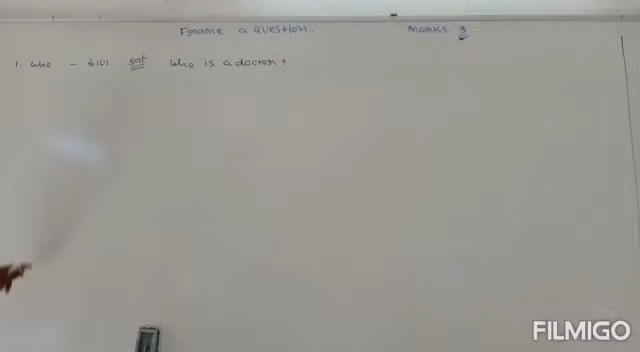 Frame a question. Marks 3
1. who - who is a doctor?
FILMIGO